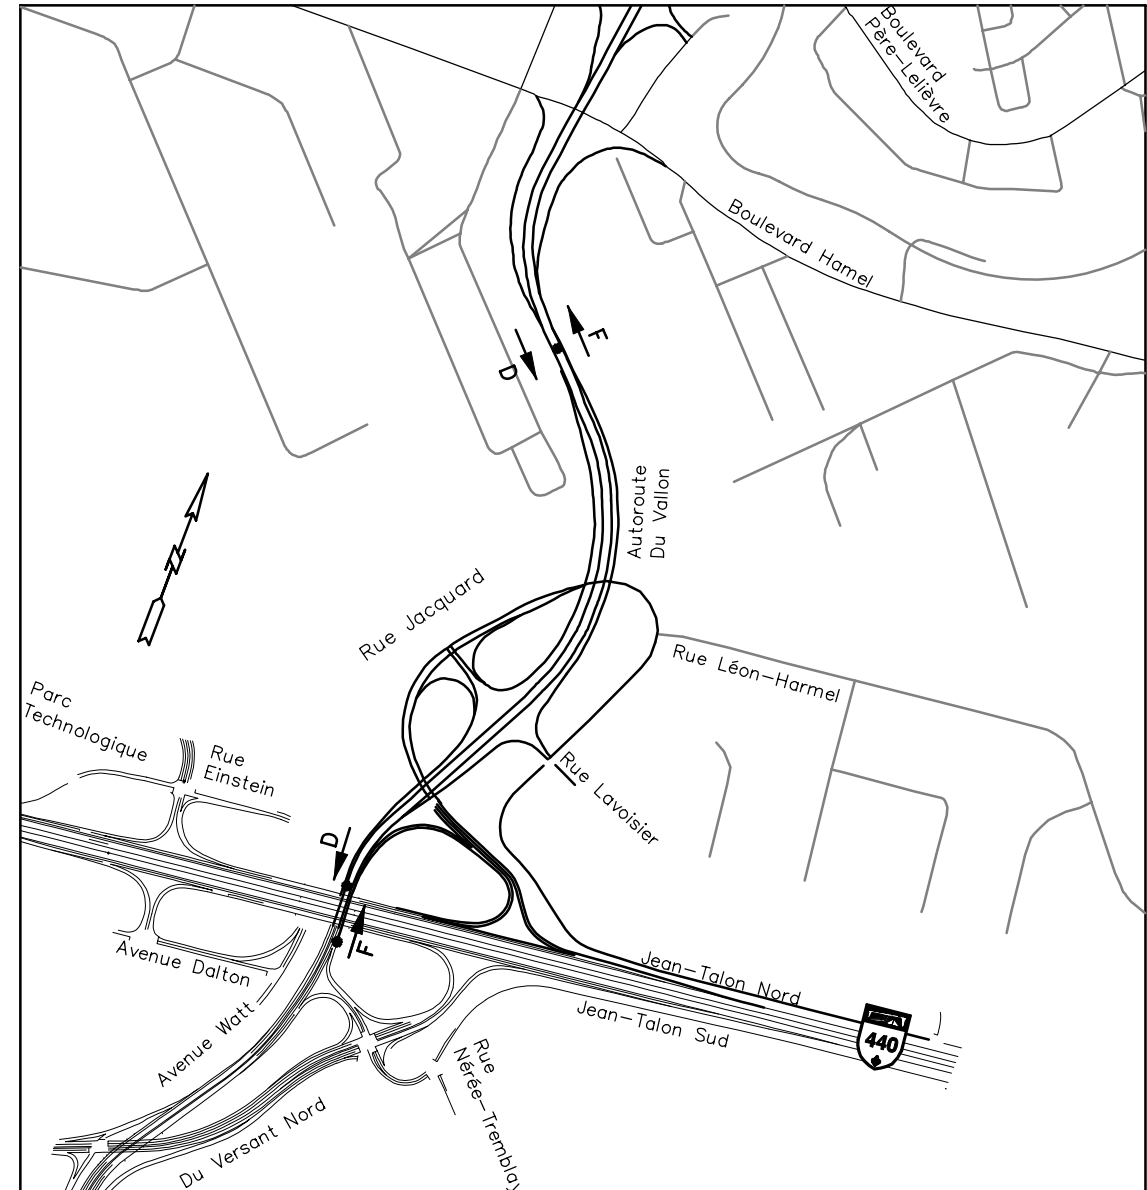 Boulevard
Père-Lelièvre
Boulevard Hamel
F
D
Autoroute
Du Vallon
N
Rue Jacquard
Rue Léon-Harmel
Parc
Technologique
Rue
Einstein
Rue Lavoisier
D
F
Avenue Dalton
Jean-Talon Nord
Jean-Talon Sud
440
Avenue Watt
Rue
Nérée-Tremblay
Du Versant Nord